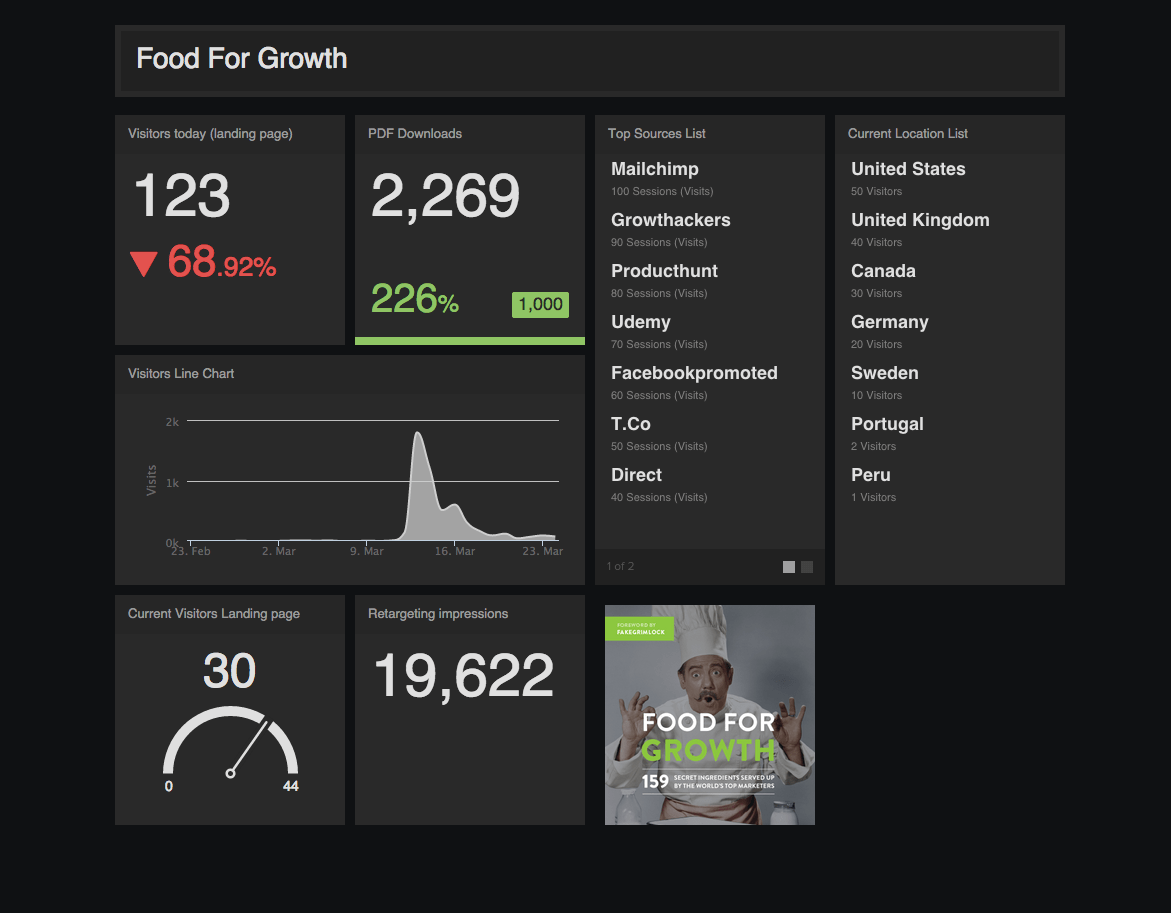 Food For Growth
Visitors today (landing page)
123
68.92%
PDF Downloads
2,269
226%
1,000
Top Sources List
Mailchimp
100 Sessions (Visits)
Growthackers
90 Sessions (Visits)
Producthunt
80 Sessions (Visits)
Udemy
70 Sessions (Visits)
Facebookpromoted
60 Sessions (Visits)
T.Co
50 Sessions (Visits)
Direct
40 Sessions (Visits)
1 of 2
Current Location List
United States
50 Visitors
United Kingdom
40 Visitors
Canada
30 Visitors
Germany
20 Visitors
Sweden
10 Visitors
Portugal
2 Visitors
Peru
1 Visitors
Visitors Line Chart
Visits
2k
1k
0k
23. Feb 2. Mar 9. Mar 16. Mar 23. Mar
Current Visitors Landing page
30
0 44
Retargeting impressions
19,622
FOREWORD BY
FAKEGRIMLOCK
FOOD FOR
GROWTH
159 SECRET INGREDIENTS SERVED UP
BY THE WORLD'S TOP MARKETERS